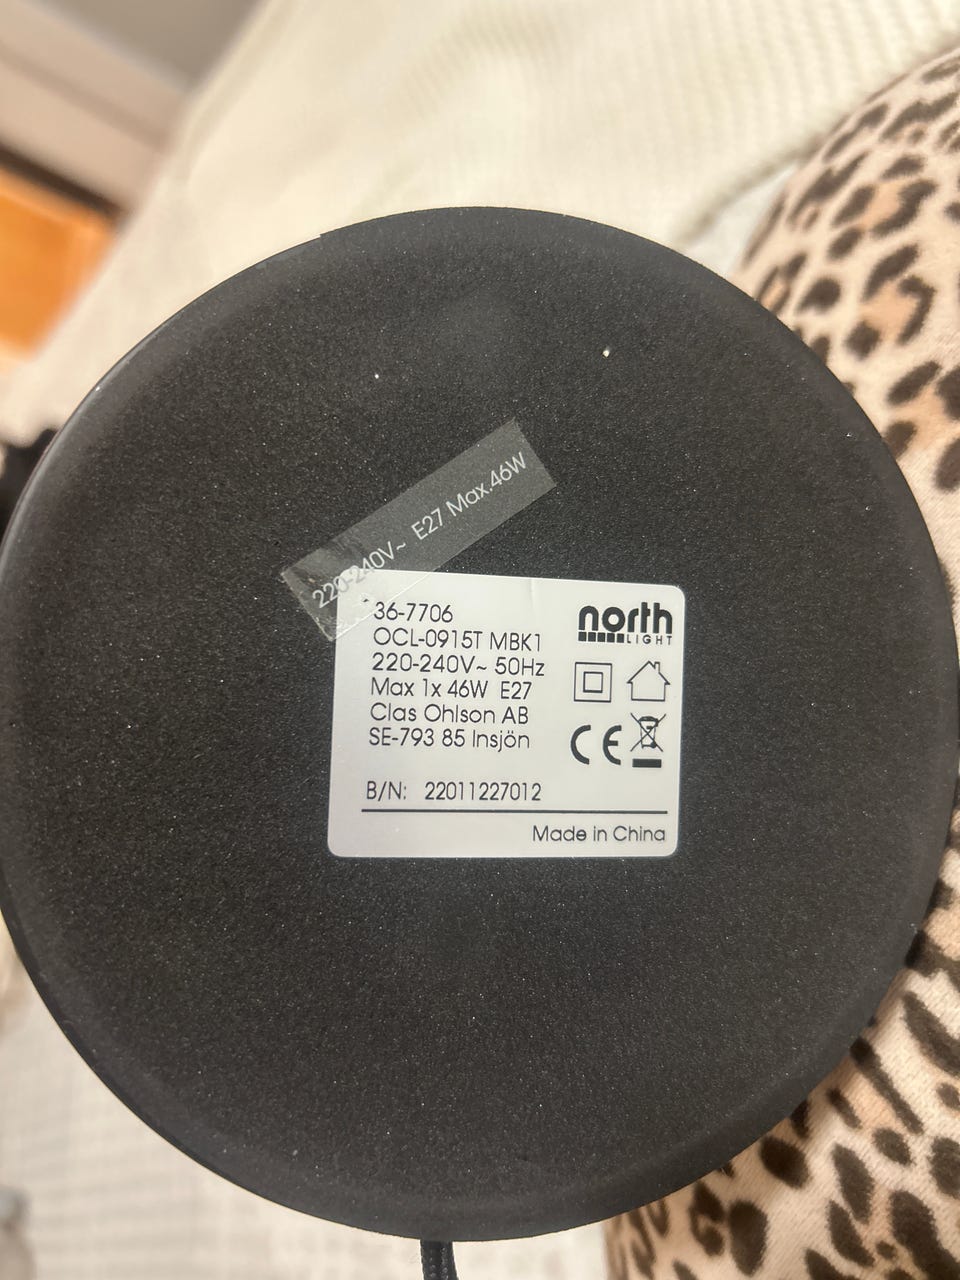 220-240V~ E27 Max.46W
36-7706
OCL-0915T MBK1
220-240V~ 50Hz
Max 1x 46W E27
Clas Ohlson AB
SE-793 85 Insjön
north
LIGHT
CE
B/N: 22011227012
Made in China